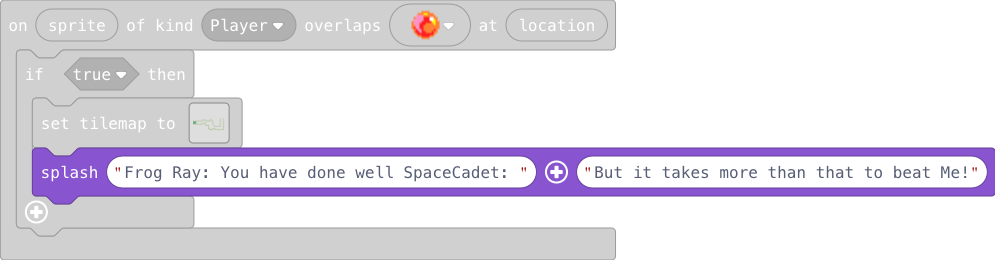 on sprite of kind Player overlaps at location
if true then
set tilemap to
splash "Frog Ray: You have done well SpaceCadet: " "But it takes more than that to beat Me!"